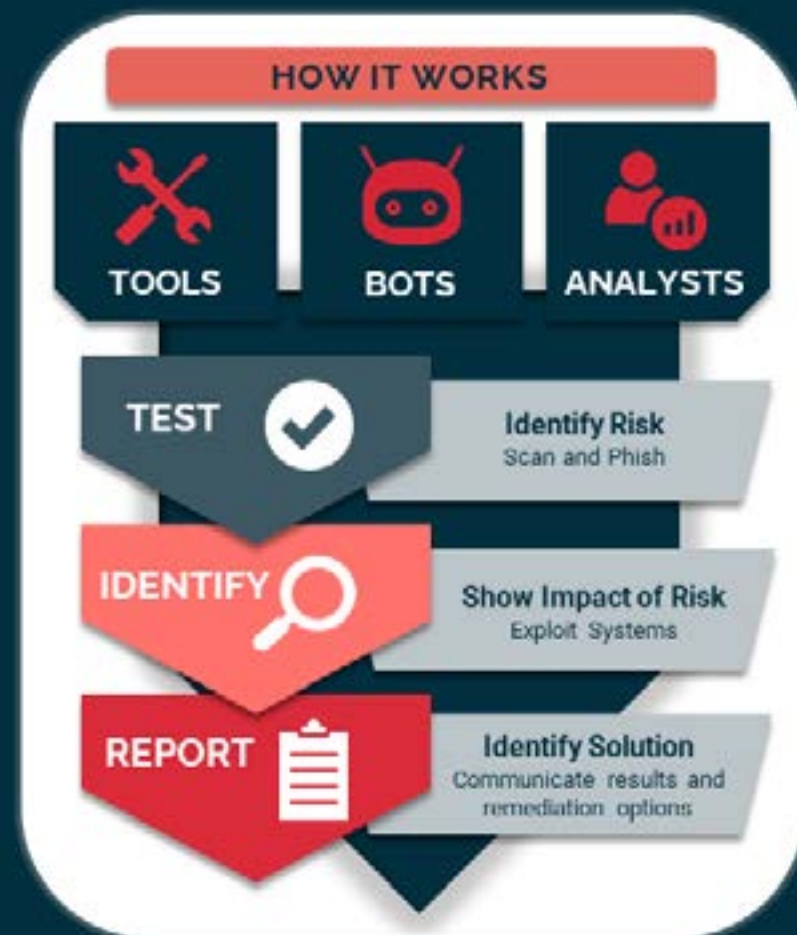 HOW IT WORKS
TOOLS
BOTS
ANALYSTS
TEST
Identify Risk
Scan and Phish
IDENTIFY
Show Impact of Risk
Exploit Systems
REPORT
Identify Solution
Communicate results and
remediation options